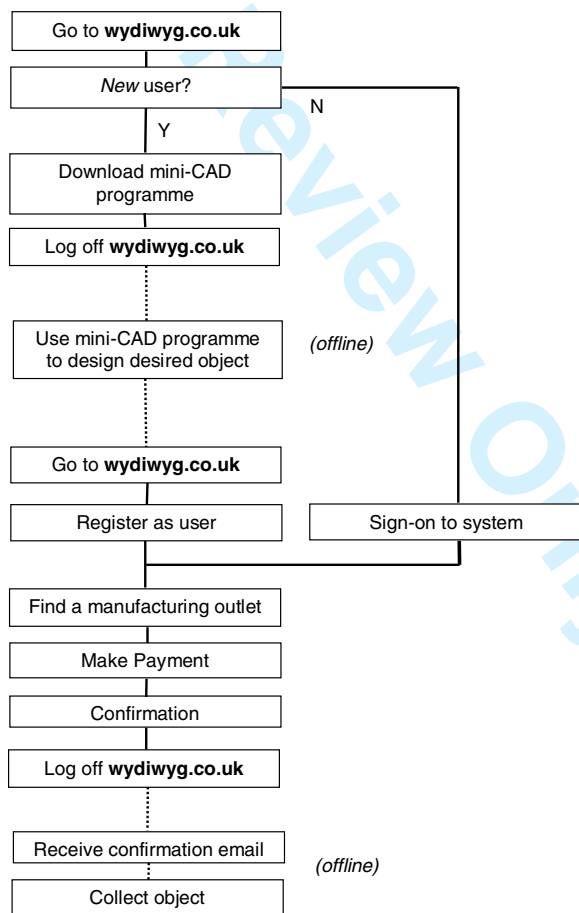 Go to wydiwyg.co.uk
New user?
N
Y
Download mini-CAD
programme
Log off wydiwyg.co.uk
Use mini-CAD programme
to design desired object
(offline)
Go to wydiwyg.co.uk
Register as user
Sign-on to system
Find a manufacturing outlet
Make Payment
Confirmation
Log off wydiwyg.co.uk
Receive confirmation email
(offline)
Collect object
Review Only